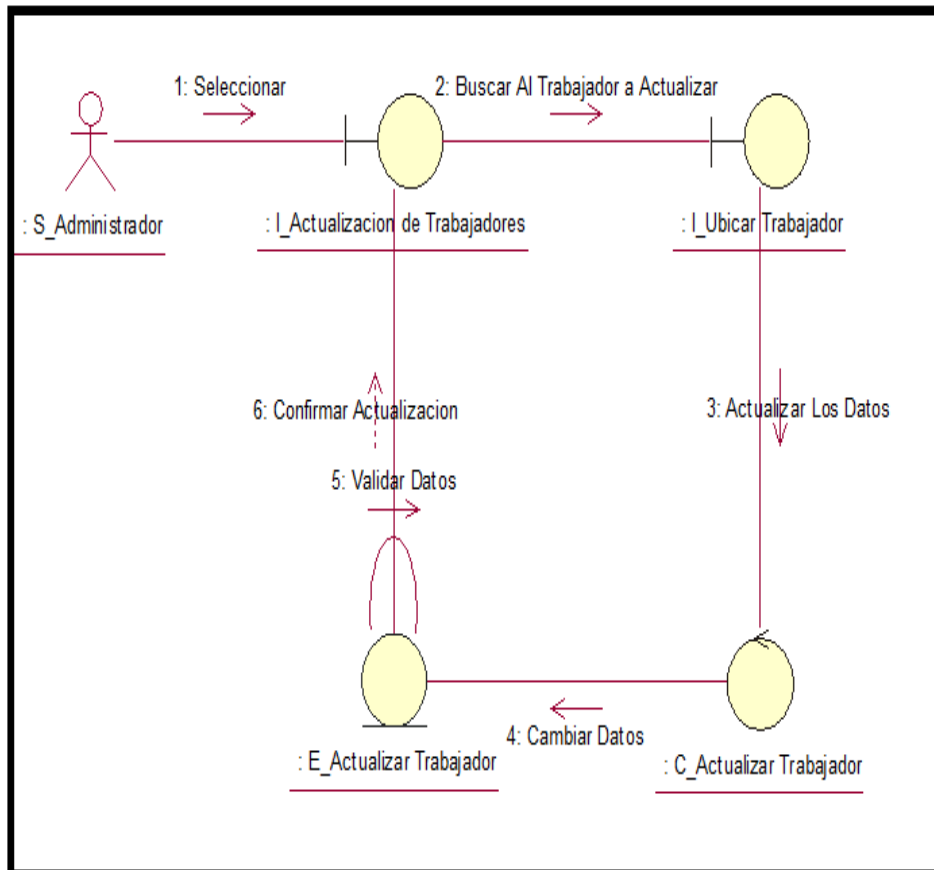 1: Seleccionar
2: Buscar Al Trabajador a Actualizar
: S_Administrador
: I_Actualizacion de Trabajadores
: I_Ubicar Trabajador
6: Confirmar Actualizacion
3: Actualizar Los Datos
5: Validar Datos
4: Cambiar Datos
: E_Actualizar Trabajador
: C_Actualizar Trabajador